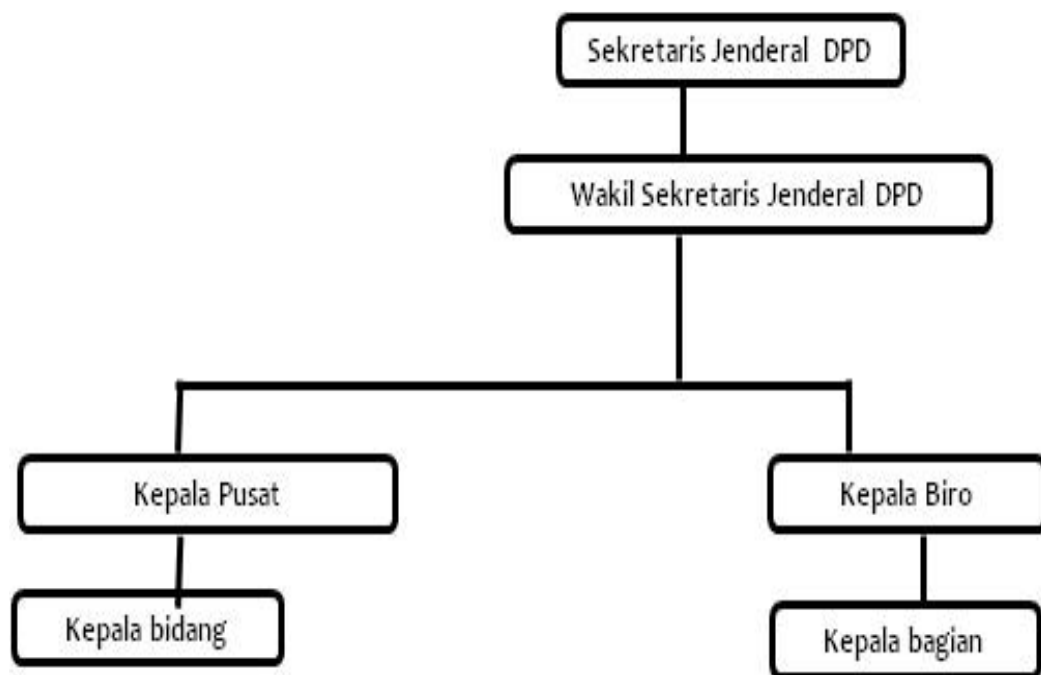 Sekretaris Jenderal DPD
Wakil Sekretaris Jenderal DPD
Kepala Pusat
Kepala Biro
Kepala bidang
Kepala bagian